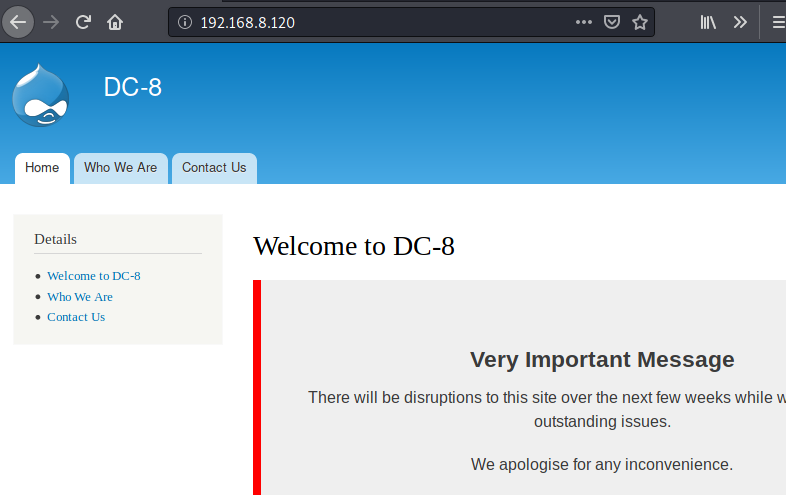 192.168.8.120
DC-8
Home Who We Are Contact Us
Details
Welcome to DC-8
Who We Are
Contact Us
Welcome to DC-8
Very Important Message
There will be disruptions to this site over the next few weeks while
outstanding issues.
We apologise for any inconvenience.